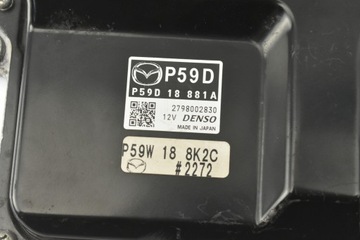 P59D
P59D 18 881A
2798002830
12V DENSO
MADE IN JAPAN
P59W 18 8K2C
#2272